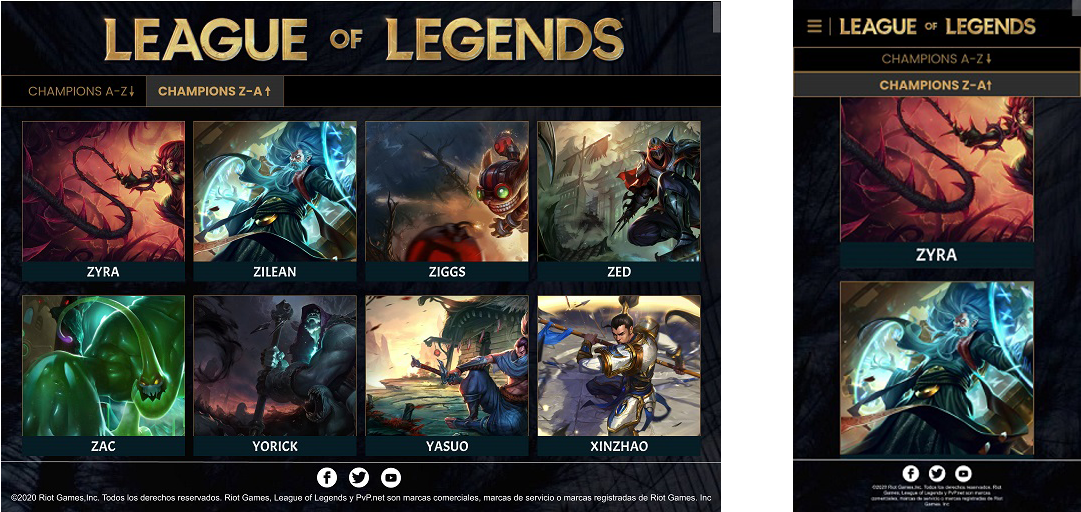 LEAGUE OF LEGENDS
CHAMPIONS A-Z↓
CHAMPIONS Z-A↑
ZYRA
ZILEAN
ZIGGS
ZED
ZAC
YORICK
YASUO
XINZHAO
©2020 Riot Games,Inc. Todos los derechos reservados. Riot Games, League of Legends y PvP.net son marcas comerciales, marcas de servicio o marcas registradas de Riot Games. Inc
LEAGUE OF LEGENDS
CHAMPIONS A-Z↓
CHAMPIONS Z-A↑
ZYRA
©2020 Riot Games,Inc. Todos los derechos reservados. Riot
Games, League of Legends y PvP.net son marcas
comerciales, marcas de servicio o marcas registradas de Riot
Games. Inc